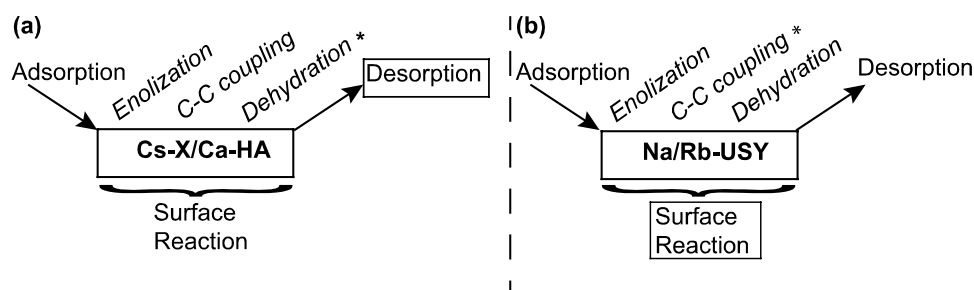 (a)
Adsorption
Enolization
C-C coupling
Dehydration *
Desorption
Cs-X/Ca-HA
Surface
Reaction
(b)
Adsorption
Enolization
C-C coupling *
Dehydration
Desorption
Na/Rb-USY
Surface
Reaction